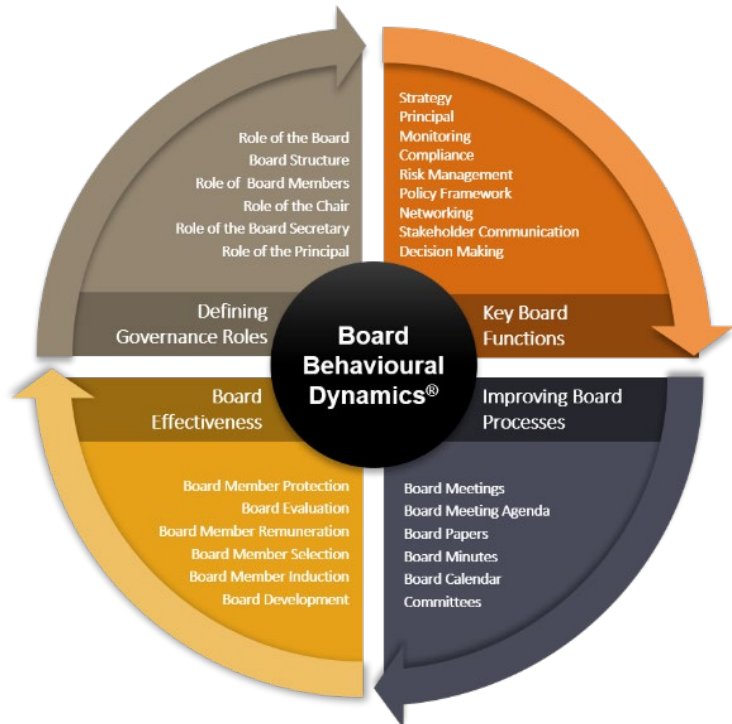 Role of the Board
Board Structure
Role of Board Members
Role of the Chair
Role of the Board Secretary
Role of the Principal
Defining
Governance Roles
Strategy
Principal
Monitoring
Compliance
Risk Management
Policy Framework
Networking
Stakeholder Communication
Decision Making
Key Board
Functions
Board
Behavioural
Dynamics®
Board
Effectiveness
Board Member Protection
Board Evaluation
Board Member Remuneration
Board Member Selection
Board Member Induction
Board Development
Improving Board
Processes
Board Meetings
Board Meeting Agenda
Board Papers
Board Minutes
Board Calendar
Committees